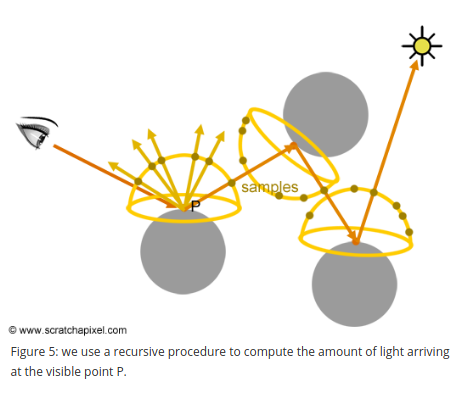 P
samples
© www.scratchapixel.com
Figure 5: we use a recursive procedure to compute the amount of light arriving
at the visible point P.